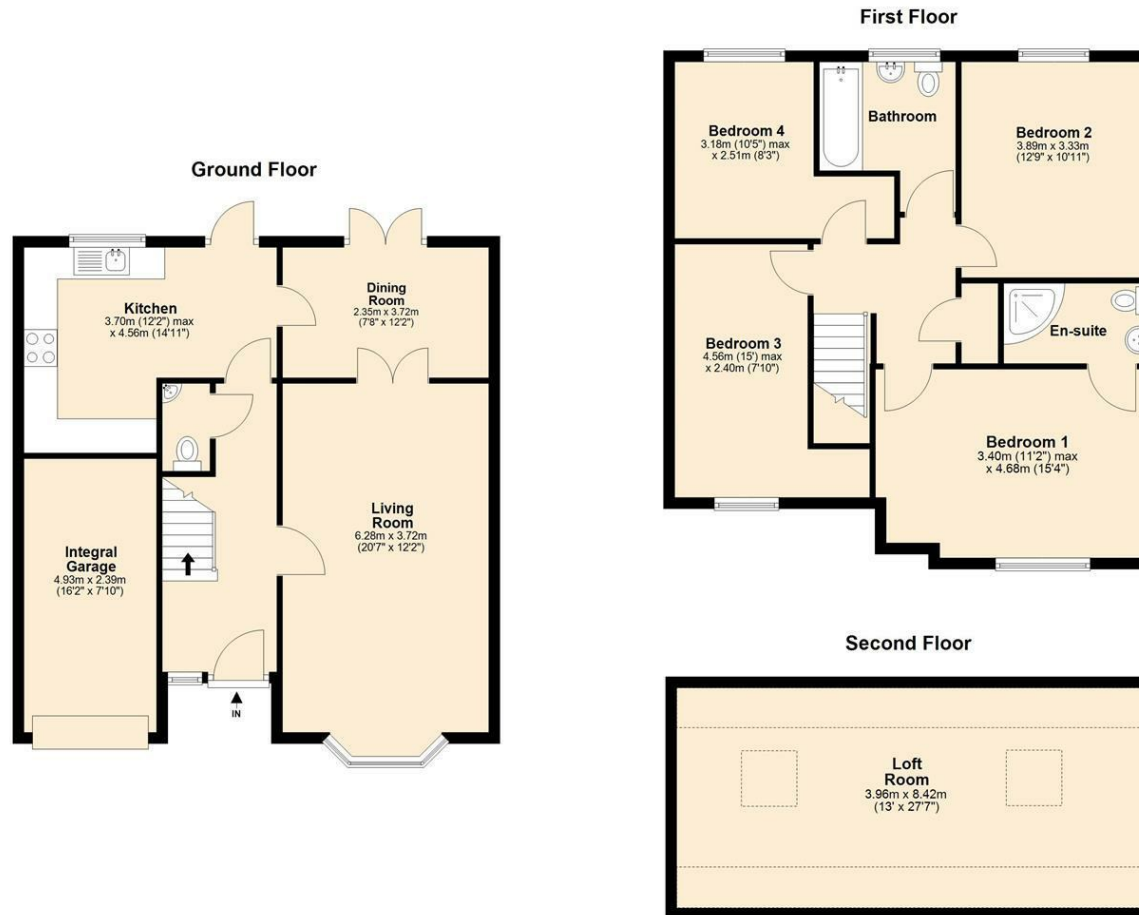 Ground Floor
Kitchen
3.70m (12'2") max
x 4.56m (14'11")
Dining
Room
2.35m x 3.72m
(7'8" x 12'2")
Living
Room
6.28m x 3.72m
(20'7" x 12'2")
Integral
Garage
4.93m x 2.39m
(16'2" x 7'10")
IN
First Floor
Bedroom 4
3.18m (10'5") max
x 2.51m (8'3")
Bathroom
Bedroom 2
3.89m x 3.33m
(12'9" x 10'11")
Bedroom 3
4.56m (15') max
x 2.40m (7'10")
En-suite
Bedroom 1
3.40m (11'2") max
x 4.68m (15'4")
Second Floor
Loft
Room
3.96m x 8.42m
(13' x 27'7")